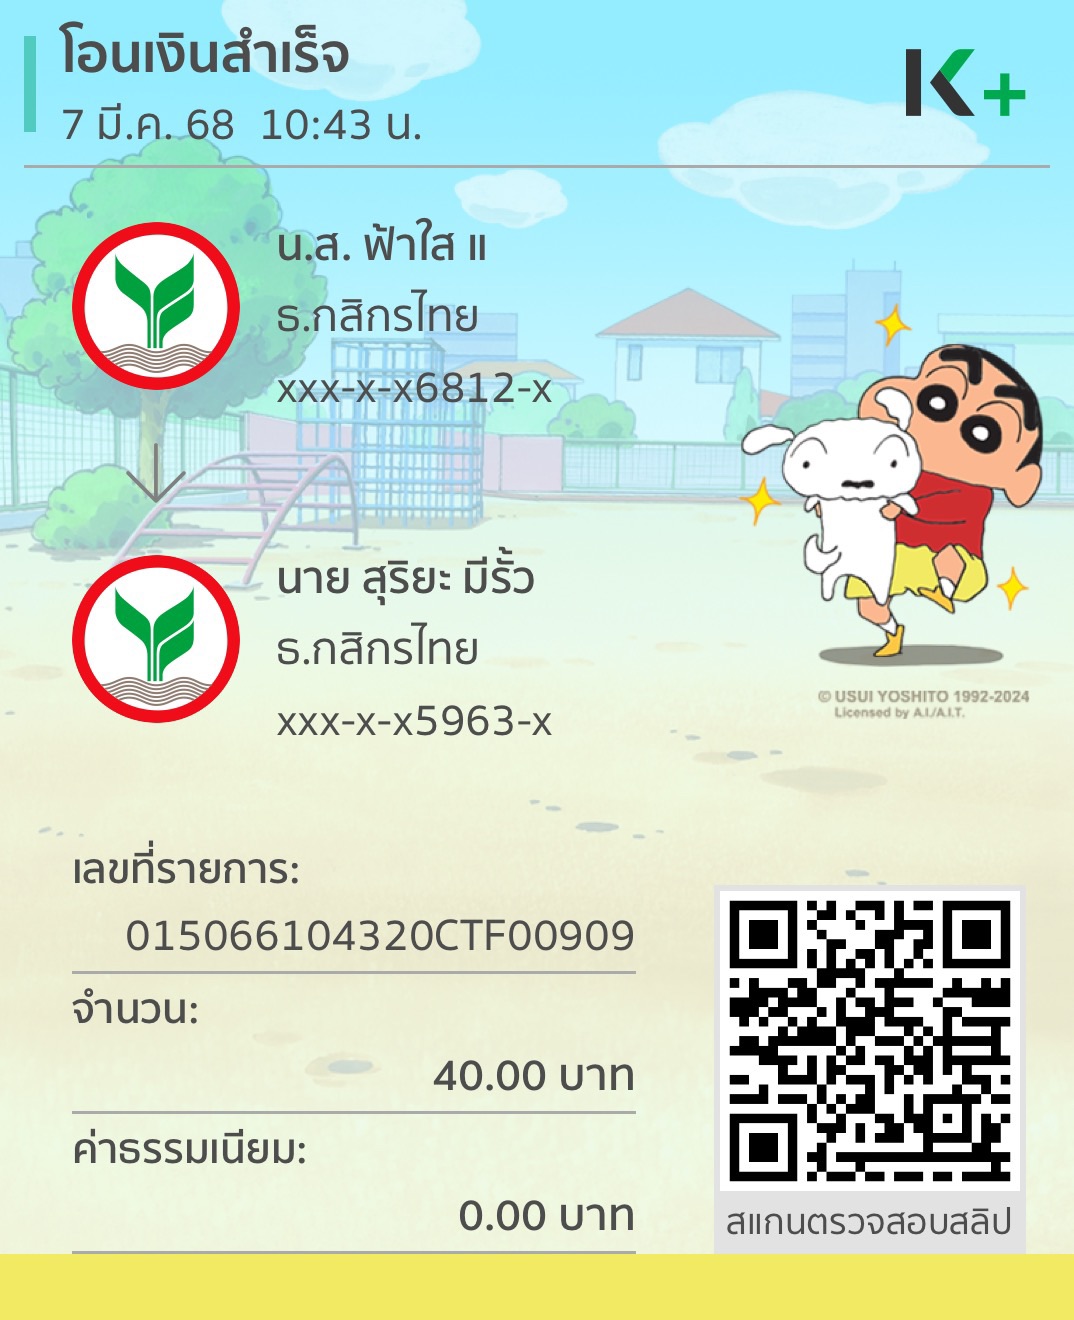 โอนเงินสำเร็จ
7 มี.ค. 68 10:43 น.
K+
น.ส. ฟ้าใส แ
ธ.กสิกรไทย
xxx-x-x6812-x
นาย สุริยะ มีรั้ว
ธ.กสิกรไทย
xxx-x-x5963-x
© USUI YOSHITO 1992-2024
Licensed by A.I./A.I.T.
เลขที่รายการ:
015066104320CTF00909
จำนวน:
40.00 บาท
ค่าธรรมเนียม:
0.00 บาท
สแกนตรวจสอบสลิป